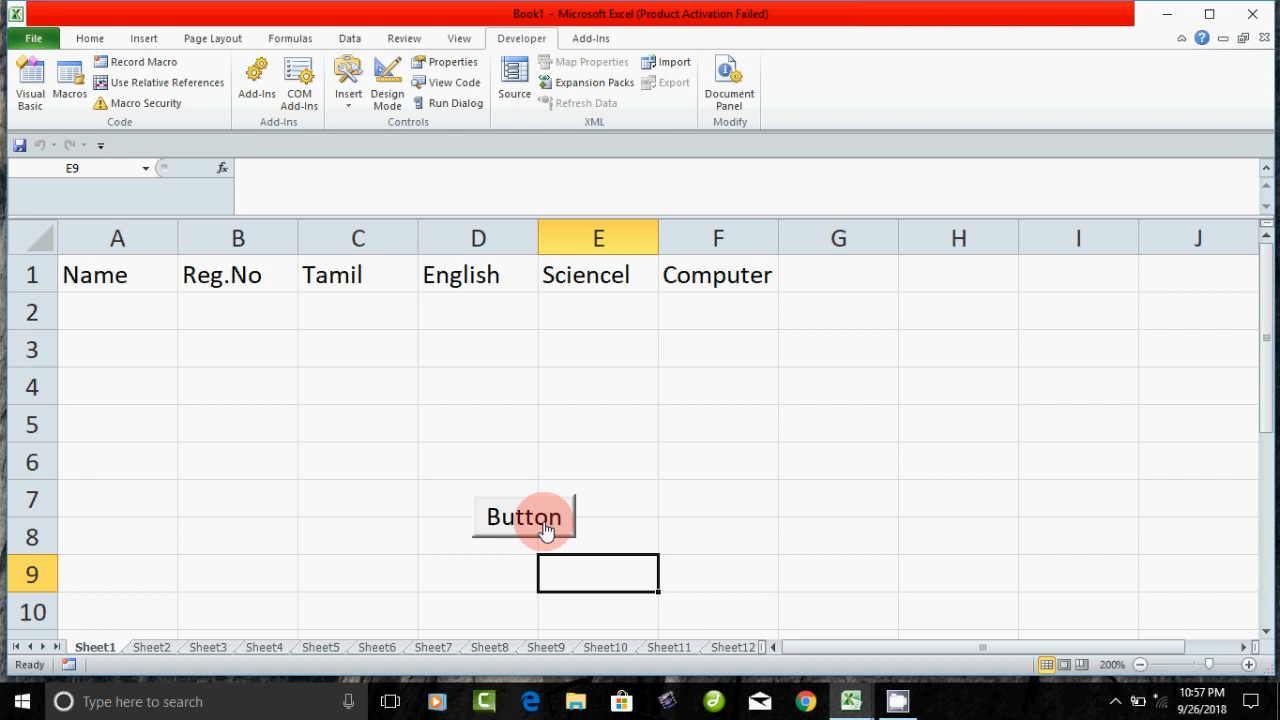 Book1 - Microsoft Excel (Product Activation Failed)
File Home Insert Page Layout Formulas Data Review View Developer Add-Ins
Visual Basic
Macros
Record Macro
Use Relative References
Macro Security
Code
Add-Ins
COM Add-Ins
Add-Ins
Insert
Design Mode
Properties
View Code
Run Dialog
Controls
Source
Map Properties
Expansion Packs
Refresh Data
Import
Export
XML
Document Panel
Modify
E9 fx
A B C D E F G H I J
1 Name Reg.No Tamil English Sciencel Computer
2
3
4
5
6
7
Button
8
9
10
Sheet1 Sheet2 Sheet3 Sheet4 Sheet5 Sheet6 Sheet7 Sheet8 Sheet9 Sheet10 Sheet11 Sheet12
Ready 200%
Type here to search
10:57 PM
9/26/2018